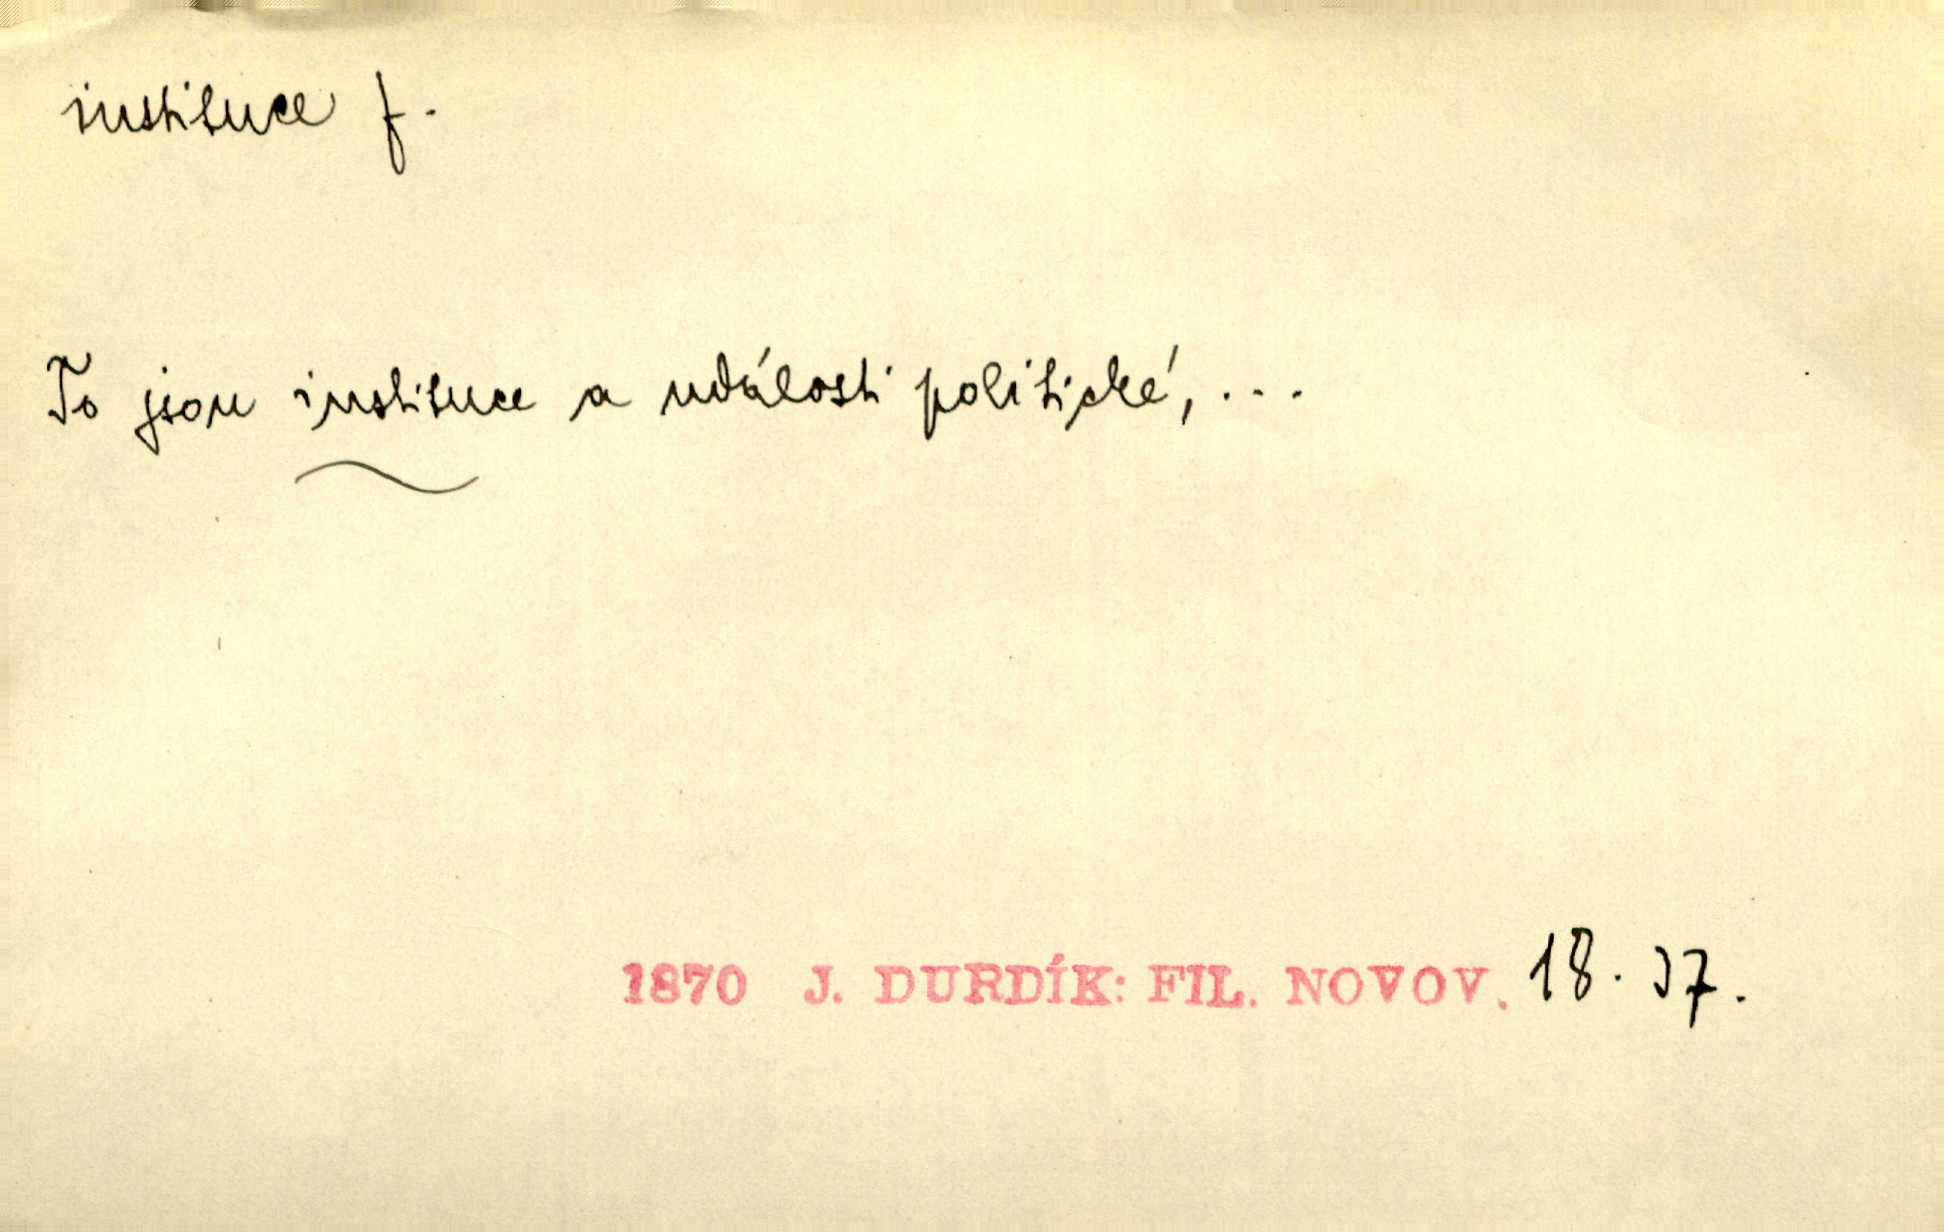 instituce f.
To jsou instituce a události politické, ...
1870 J. DURDÍK: FIL. NOVOV. 18. 37.